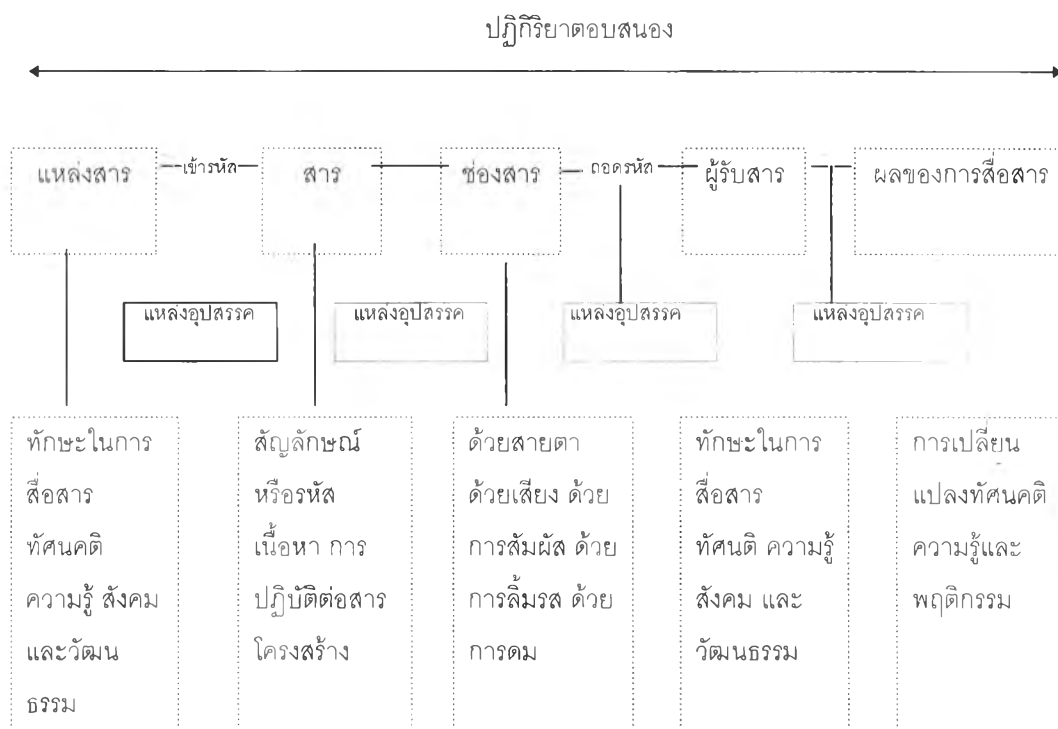 ปฏิกิริยาตอบสนอง
แหล่งสาร
เข้ารหัส
สาร
ช่องสาร
ถอดรหัส
ผู้รับสาร
ผลของการสื่อสาร
แหล่งอุปสรรค
แหล่งอุปสรรค
แหล่งอุปสรรค
แหล่งอุปสรรค
ทักษะในการ
สื่อสาร
ทัศนคติ
ความรู้ สังคม
และวัฒน
ธรรม
สัญลักษณ์
หรือรหัส
เนื้อหา การ
ปฏิบัติต่อสาร
โครงสร้าง
ด้วยสายตา
ด้วยเสียง ด้วย
การสัมผัส ด้วย
การลิ้มรส ด้วย
การดม
ทักษะในการ
สื่อสาร
ทัศนติ ความรู้
สังคม และ
วัฒนธรรม
การเปลี่ยน
แปลงทัศนคติ
ความรู้และ
พฤติกรรม